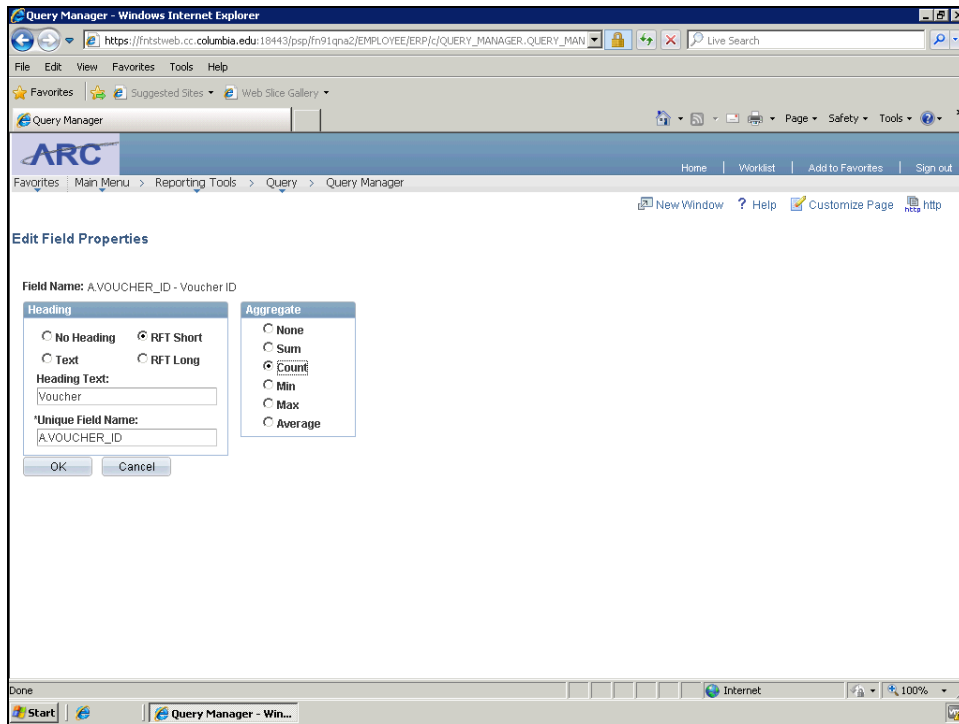 Query Manager - Windows Internet Explorer
https://fntstweb.cc.columbia.edu:18443/psp/fn91qna2/EMPLOYEE/ERP/c/QUERY_MANAGER.QUERY_MAN
Live Search
File Edit View Favorites Tools Help
Favorites Suggested Sites Web Slice Gallery
Query Manager Page Safety Tools
ARC
Home | Worklist | Add to Favorites | Sign out
Favorites Main Menu > Reporting Tools > Query > Query Manager
New Window ? Help Customize Page http
Edit Field Properties
Field Name: A.VOUCHER_ID - Voucher ID
Heading
No Heading RFT Short
Text RFT Long
Heading Text:
Voucher
*Unique Field Name:
A.VOUCHER_ID
Aggregate
None
Sum
Count
Min
Max
Average
OK Cancel
Done Internet 100%
Start Query Manager - Win...